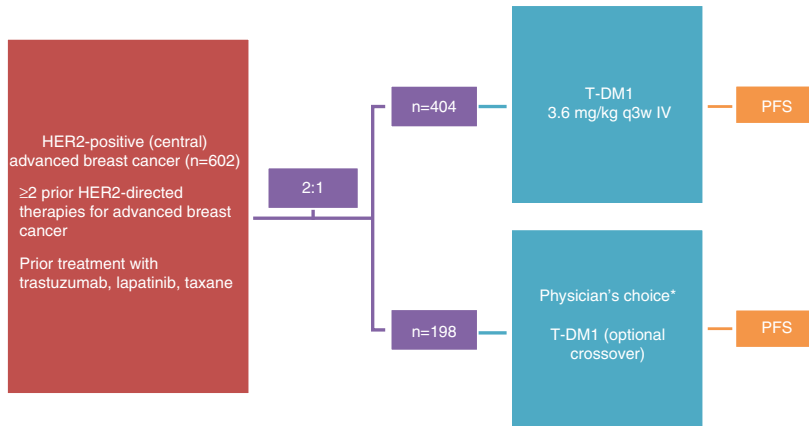 HER2-positive (central)
advanced breast cancer (n=602)
≥2 prior HER2-directed
therapies for advanced breast
cancer
Prior treatment with
trastuzumab, lapatinib, taxane
2:1
n=404
T-DM1
3.6 mg/kg q3w IV
PFS
n=198
Physician's choice*
T-DM1 (optional
crossover)
PFS